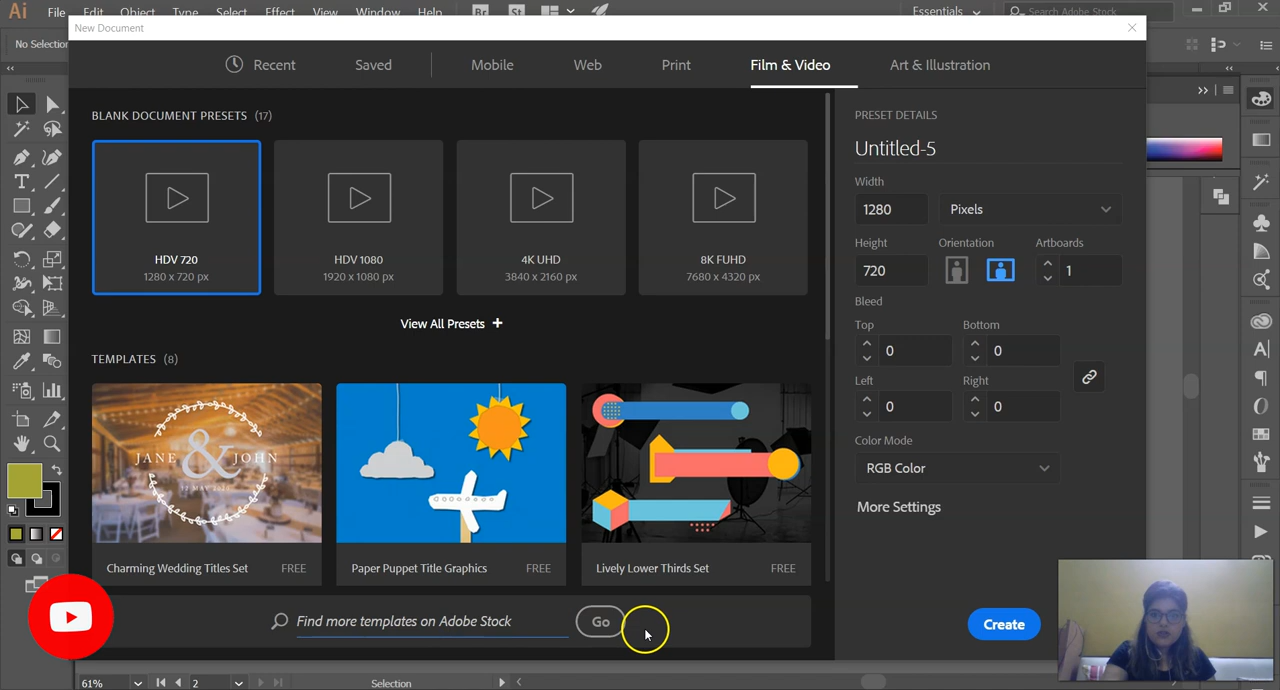 Ai File Edit Object Type Select Effect View Window Help Br St Essentials Search Adobe Stock
New Document
No Selection
Recent Saved Mobile Web Print Film & Video Art & Illustration
BLANK DOCUMENT PRESETS (17)
HDV 720
1280 x 720 px
HDV 1080
1920 x 1080 px
4K UHD
3840 x 2160 px
8K FUHD
7680 x 4320 px
View All Presets +
TEMPLATES (8)
JANE & JOHN
Charming Wedding Titles Set FREE
Paper Puppet Title Graphics FREE
Lively Lower Thirds Set FREE
Find more templates on Adobe Stock Go
PRESET DETAILS
Untitled-5
Width
1280 Pixels
Height Orientation Artboards
720 1
Bleed
Top Bottom
0 0
Left Right
0 0
Color Mode
RGB Color
More Settings
Create
61% 2 Selection